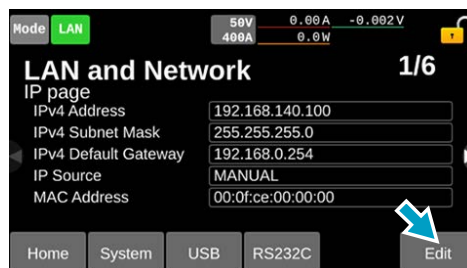 Mode LAN 50V 0.00A -0.002V
400A 0.0W
LAN and Network 1/6
IP page
IPv4 Address 192.168.140.100
IPv4 Subnet Mask 255.255.255.0
IPv4 Default Gateway 192.168.0.254
IP Source MANUAL
MAC Address 00:0f:ce:00:00:00
Home System USB RS232C Edit